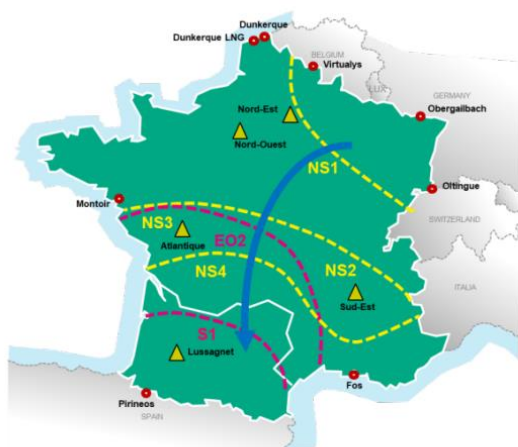 Dunkerque
Dunkerque LNG
BELGIUM
Virtualys
LUX
GERMANY
Nord-Est
Obergailbach
Nord-Ouest
NS1
Oltingue
Montoir
SWITZERLAND
NS3
EO2
Atlantique
NS2
NS4
ITALIA
Sud-Est
S1
Lussagnet
Fos
Pirineos
SPAIN